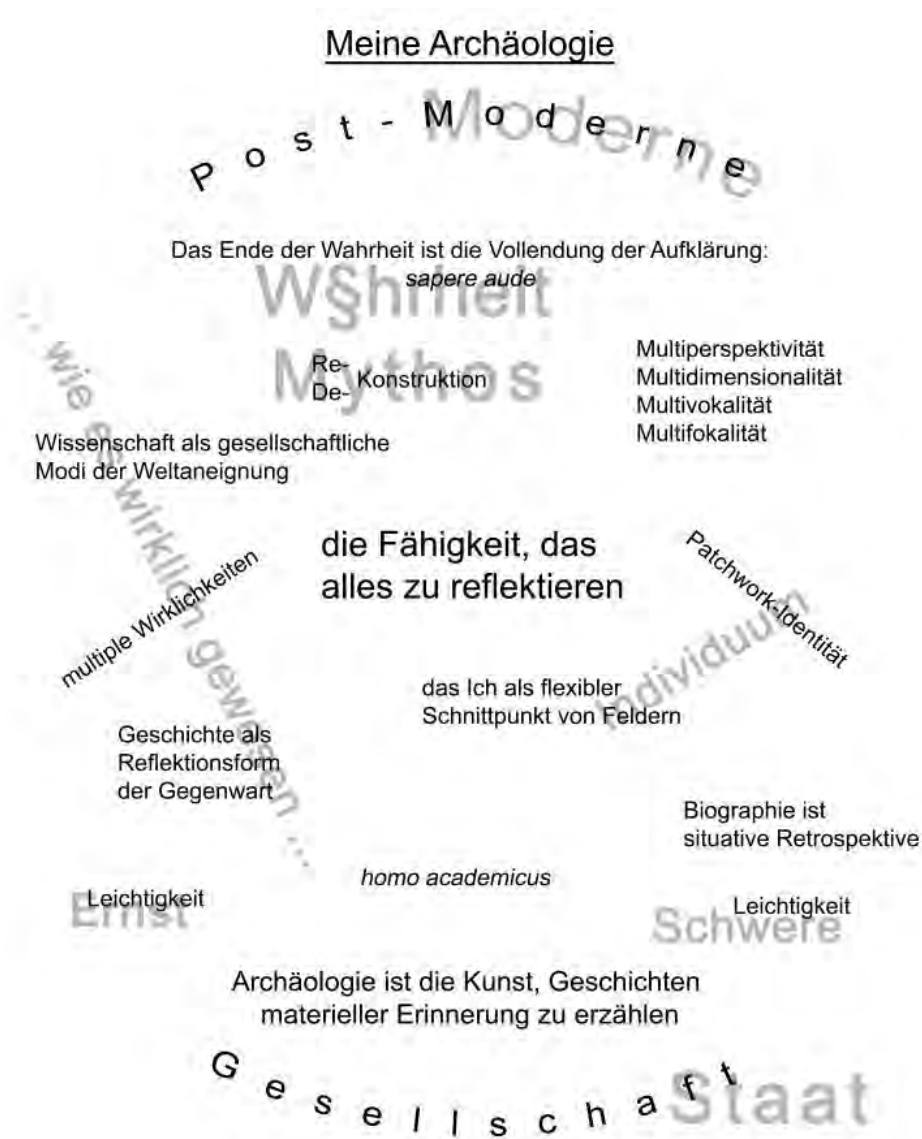 Meine Archäologie
Post-Moderne
Moderne
Das Ende der Wahrheit ist die Vollendung der Aufklärung:
sapere aude
W§hrheit
Mythos
Re-
De-
Konstruktion
Multiperspektivität
Multidimensionalität
Multivokalität
Multifokalität
... wie es wirklich gewesen ...
Wissenschaft als gesellschaftliche
Modi der Weltaneignung
die Fähigkeit, das
alles zu reflektieren
multiple Wirklichkeiten
Patchwork-Identität
Individuum
das Ich als flexibler
Schnittpunkt von Feldern
Geschichte als
Reflektionsform
der Gegenwart
Biographie ist
situative Retrospektive
homo academicus
Leichtigkeit
Ernst
Leichtigkeit
Schwere
Archäologie ist die Kunst, Geschichten
materieller Erinnerung zu erzählen
Gesellschaft
Staat